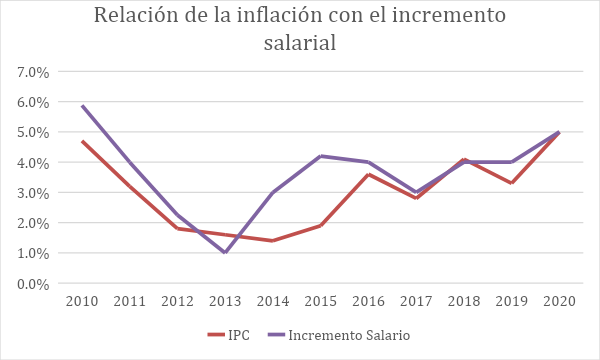 Relación de la inflación con el incremento
salarial
7.0%
6.0%
5.0%
4.0%
3.0%
2.0%
1.0%
0.0%
2010 2011 2012 2013 2014 2015 2016 2017 2018 2019 2020
IPC Incremento Salario